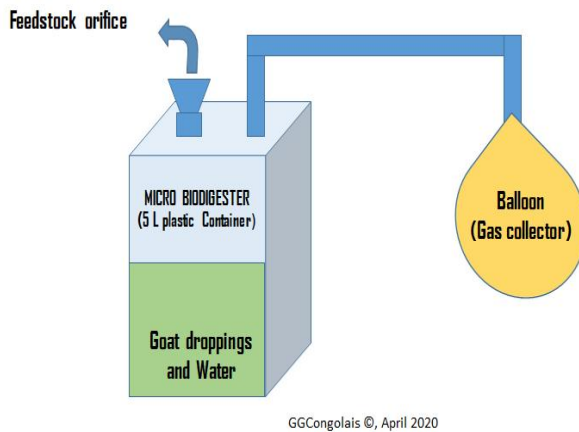 Feedstock orifice
MICRO BIODIGESTER
(5 L plastic Container)
Balloon
(Gas collector)
Goat droppings
and Water
GGCongolais ©, April 2020